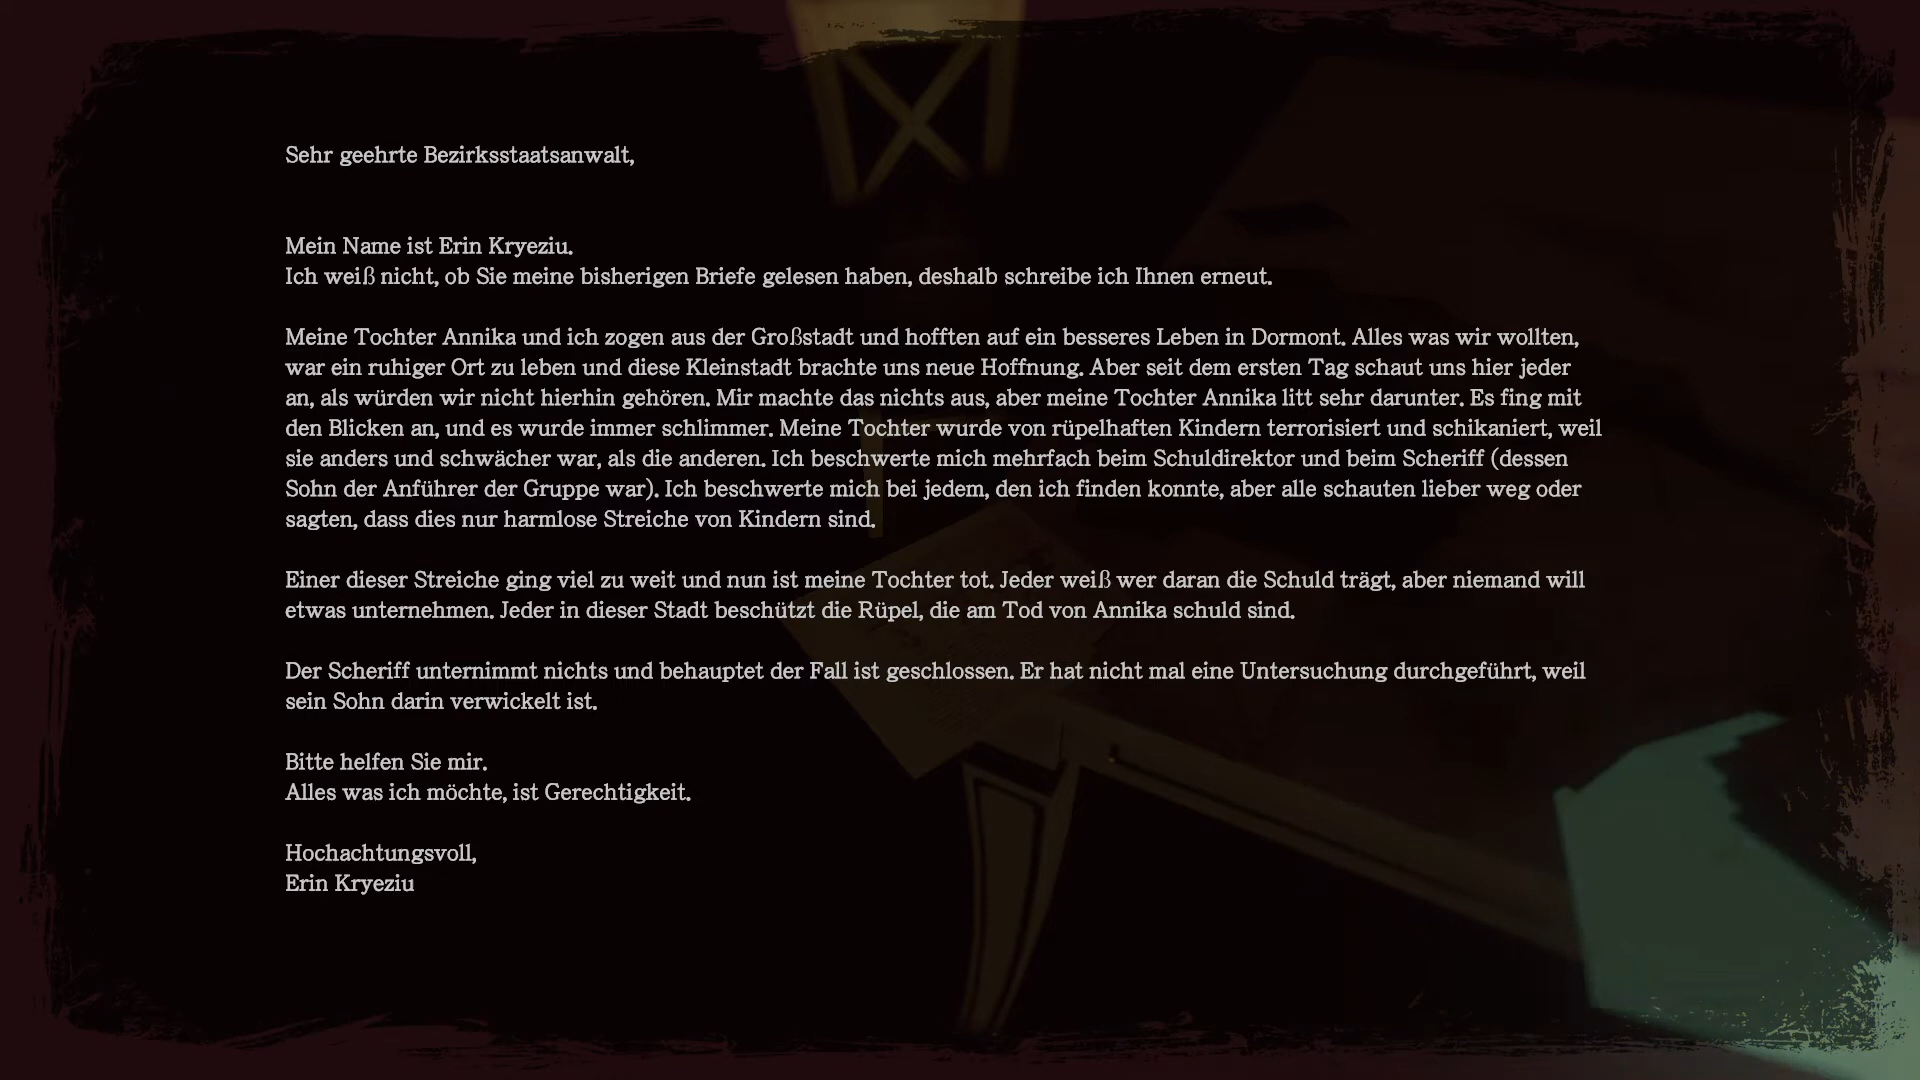 Sehr geehrte Bezirksstaatsanwalt,
Mein Name ist Erin Kryeziu.
Ich weiß nicht, ob Sie meine bisherigen Briefe gelesen haben, deshalb schreibe ich Ihnen erneut.
Meine Tochter Annika und ich zogen aus der Großstadt und hofften auf ein besseres Leben in Dormont. Alles was wir wollten,
war ein ruhiger Ort zu leben und diese Kleinstadt brachte uns neue Hoffnung. Aber seit dem ersten Tag schaut uns hier jeder
an, als würden wir nicht hierhin gehören. Mir machte das nichts aus, aber meine Tochter Annika litt sehr darunter. Es fing mit
den Blicken an, und es wurde immer schlimmer. Meine Tochter wurde von rüpelhaften Kindern terrorisiert und schikaniert, weil
sie anders und schwächer war, als die anderen. Ich beschwerte mich mehrfach beim Schuldirektor und beim Scheriff (dessen
Sohn der Anführer der Gruppe war). Ich beschwerte mich bei jedem, den ich finden konnte, aber alle schauten lieber weg oder
sagten, dass dies nur harmlose Streiche von Kindern sind.
Einer dieser Streiche ging viel zu weit und nun ist meine Tochter tot. Jeder weiß wer daran die Schuld trägt, aber niemand will
etwas unternehmen. Jeder in dieser Stadt beschützt die Rüpel, die am Tod von Annika schuld sind.
Der Scheriff unternimmt nichts und behauptet der Fall ist geschlossen. Er hat nicht mal eine Untersuchung durchgeführt, weil
sein Sohn darin verwickelt ist.
Bitte helfen Sie mir.
Alles was ich möchte, ist Gerechtigkeit.
Hochachtungsvoll,
Erin Kryeziu